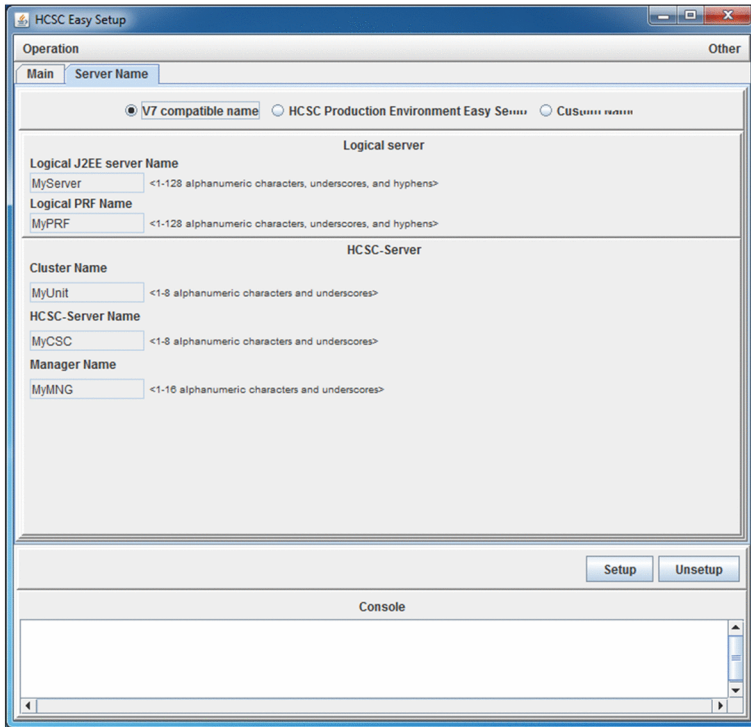 HCSC Easy Setup
Operation Other
Main Server Name
V7 compatible name HCSC Production Environment Easy
Logical server
Logical J2EE server Name
MyServer <1-128 alphanumeric characters, underscores, and hyphens>
Logical PRF Name
MyPRF <1-128 alphanumeric characters, underscores, and hyphens>
HCSC-Server
Cluster Name
MyUnit <1-8 alphanumeric characters and underscores>
HCSC-Server Name
MyCSC <1-8 alphanumeric characters and underscores>
Manager Name
MyMNG <1-16 alphanumeric characters and underscores>
Setup Unsetup
Console